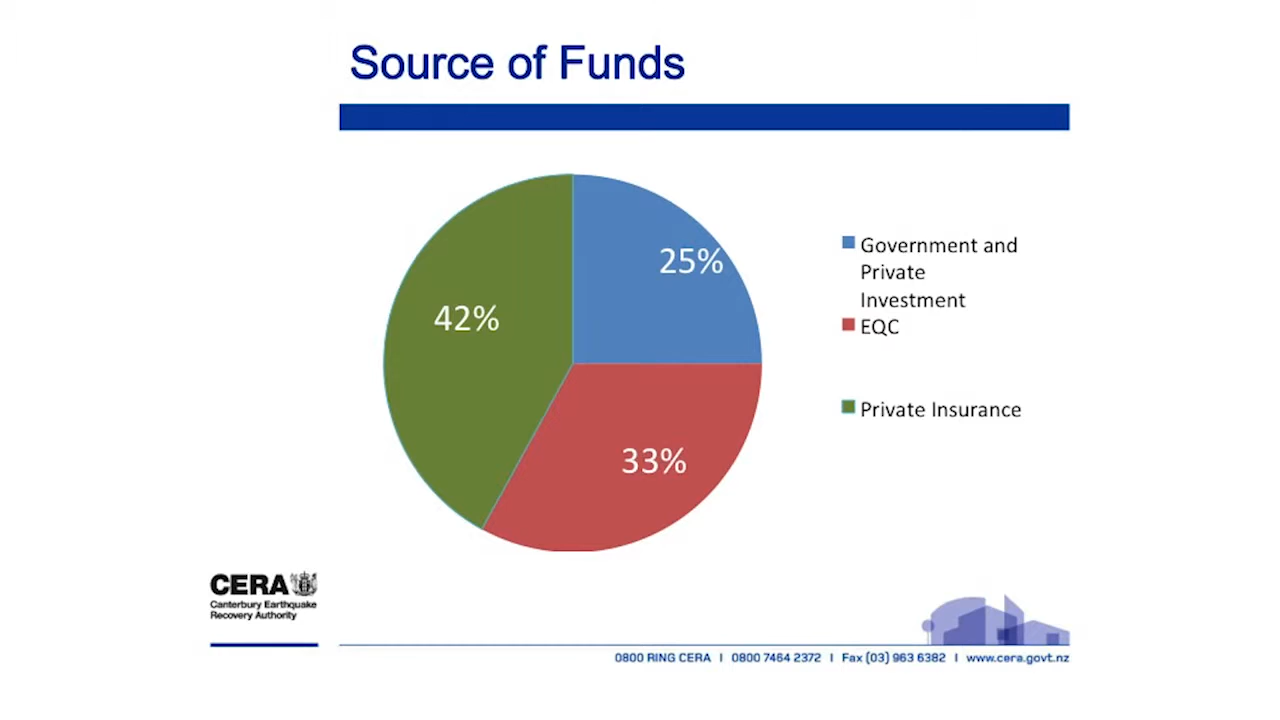 Source of Funds
25%
42%
33%
Government and
Private
Investment
EQC
Private Insurance
CERA
Canterbury Earthquake
Recovery Authority
0800 RING CERA I 0800 7464 2372 I Fax (03) 963 6382 I www.cera.govt.nz